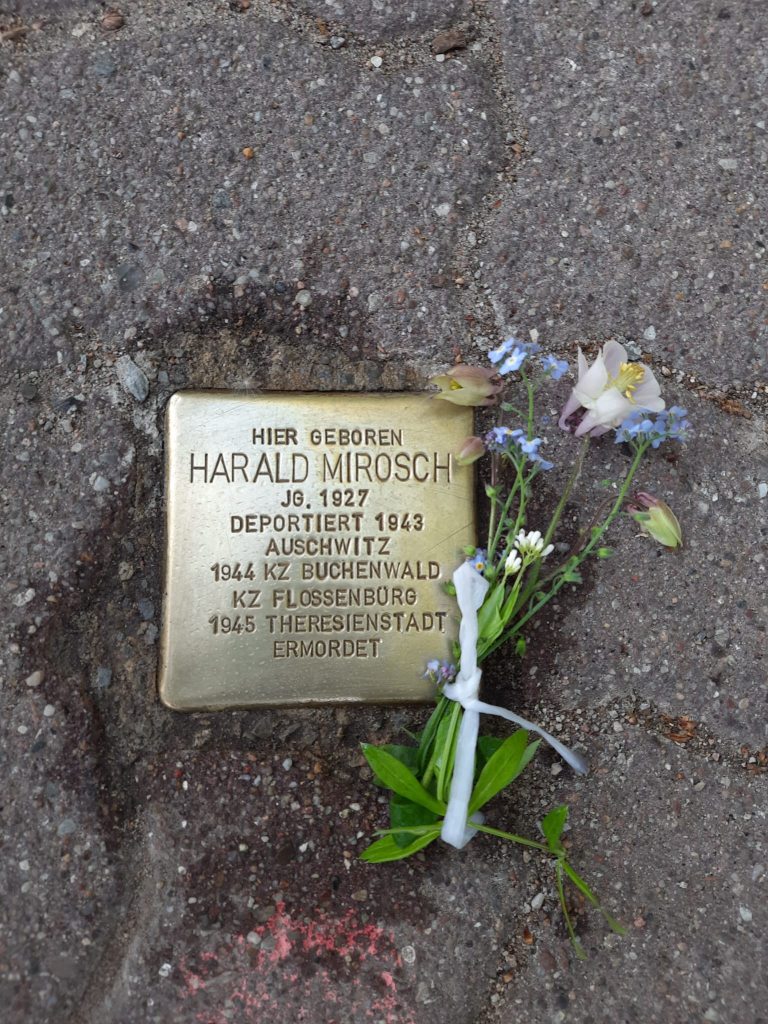 HIER GEBOREN
HARALD MIROSCH
JG. 1927
DEPORTIERT 1943
AUSCHWITZ
1944 KZ BUCHENWALD
KZ FLOSSENBÜRG
1945 THERESIENSTADT
ERMORDET